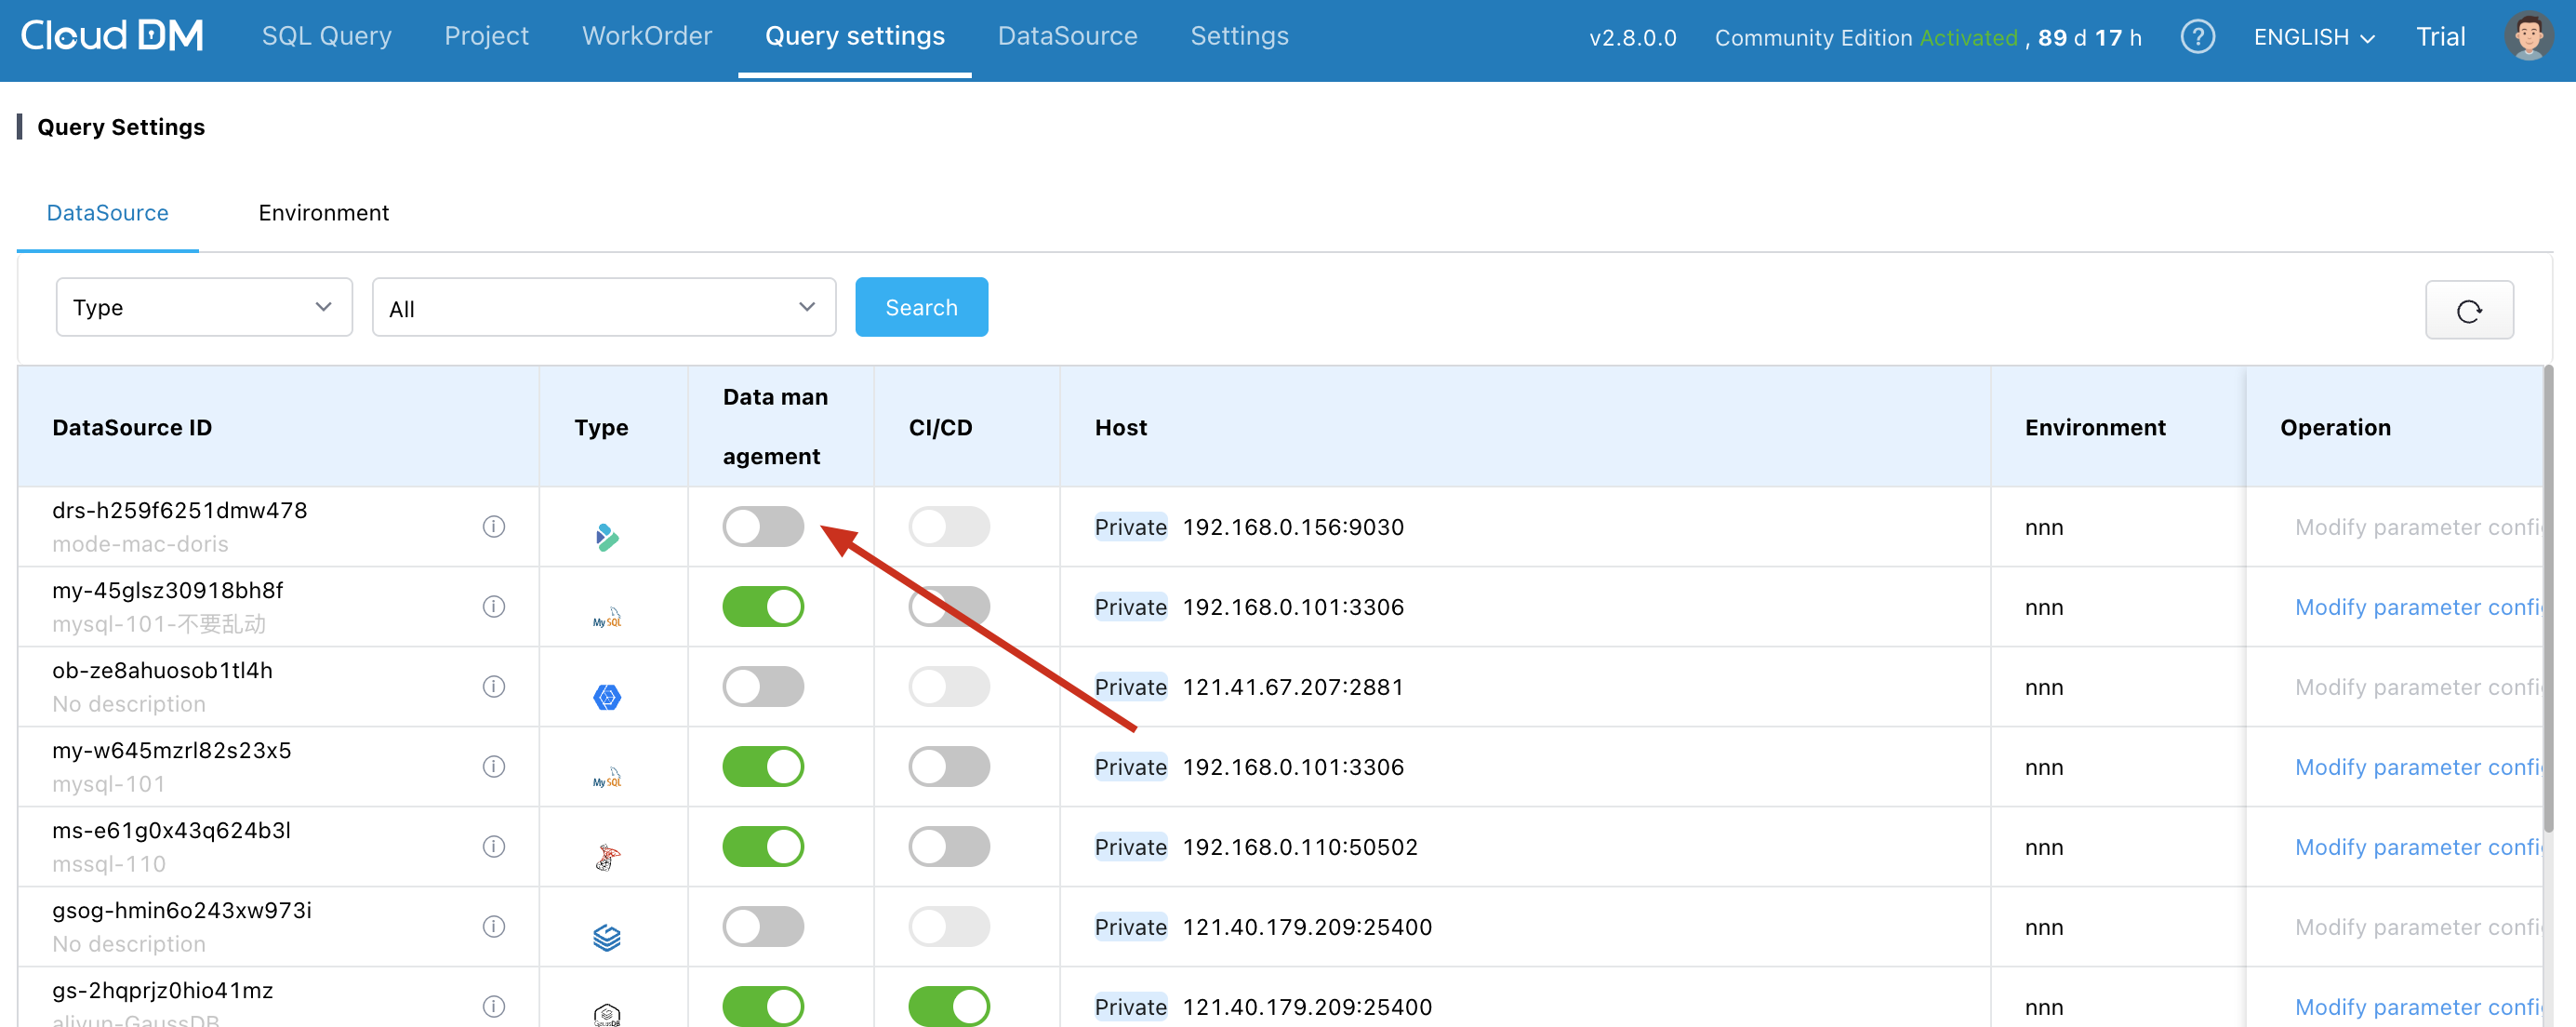 Cloud DM SQL Query Project WorkOrder Query settings DataSource Settings v2.8.0.0 Community Edition Activated , 89 d 17 h ? ENGLISH Trial
Query Settings
DataSource Environment
Type All Search
DataSource ID Type Data man CI/CD Host Environment Operation
agement
drs-h259f6251dmw478 Private 192.168.0.156:9030 nnn Modify parameter confi
mode-mac-doris
my-45glsz30918bh8f MySQL Private 192.168.0.101:3306 nnn Modify parameter confi
mysql-101-不要乱动
ob-ze8ahuosob1tl4h Private 121.41.67.207:2881 nnn Modify parameter confi
No description
my-w645mzrl82s23x5 MySQL Private 192.168.0.101:3306 nnn Modify parameter confi
mysql-101
ms-e61g0x43q624b3l Private 192.168.0.110:50502 nnn Modify parameter confi
mssql-110
gsog-hmin6o243xw973i Private 121.40.179.209:25400 nnn Modify parameter confi
No description
gs-2hqprjz0hio41mz GaussDB Private 121.40.179.209:25400 nnn Modify parameter confi
aliyun-GaussDB